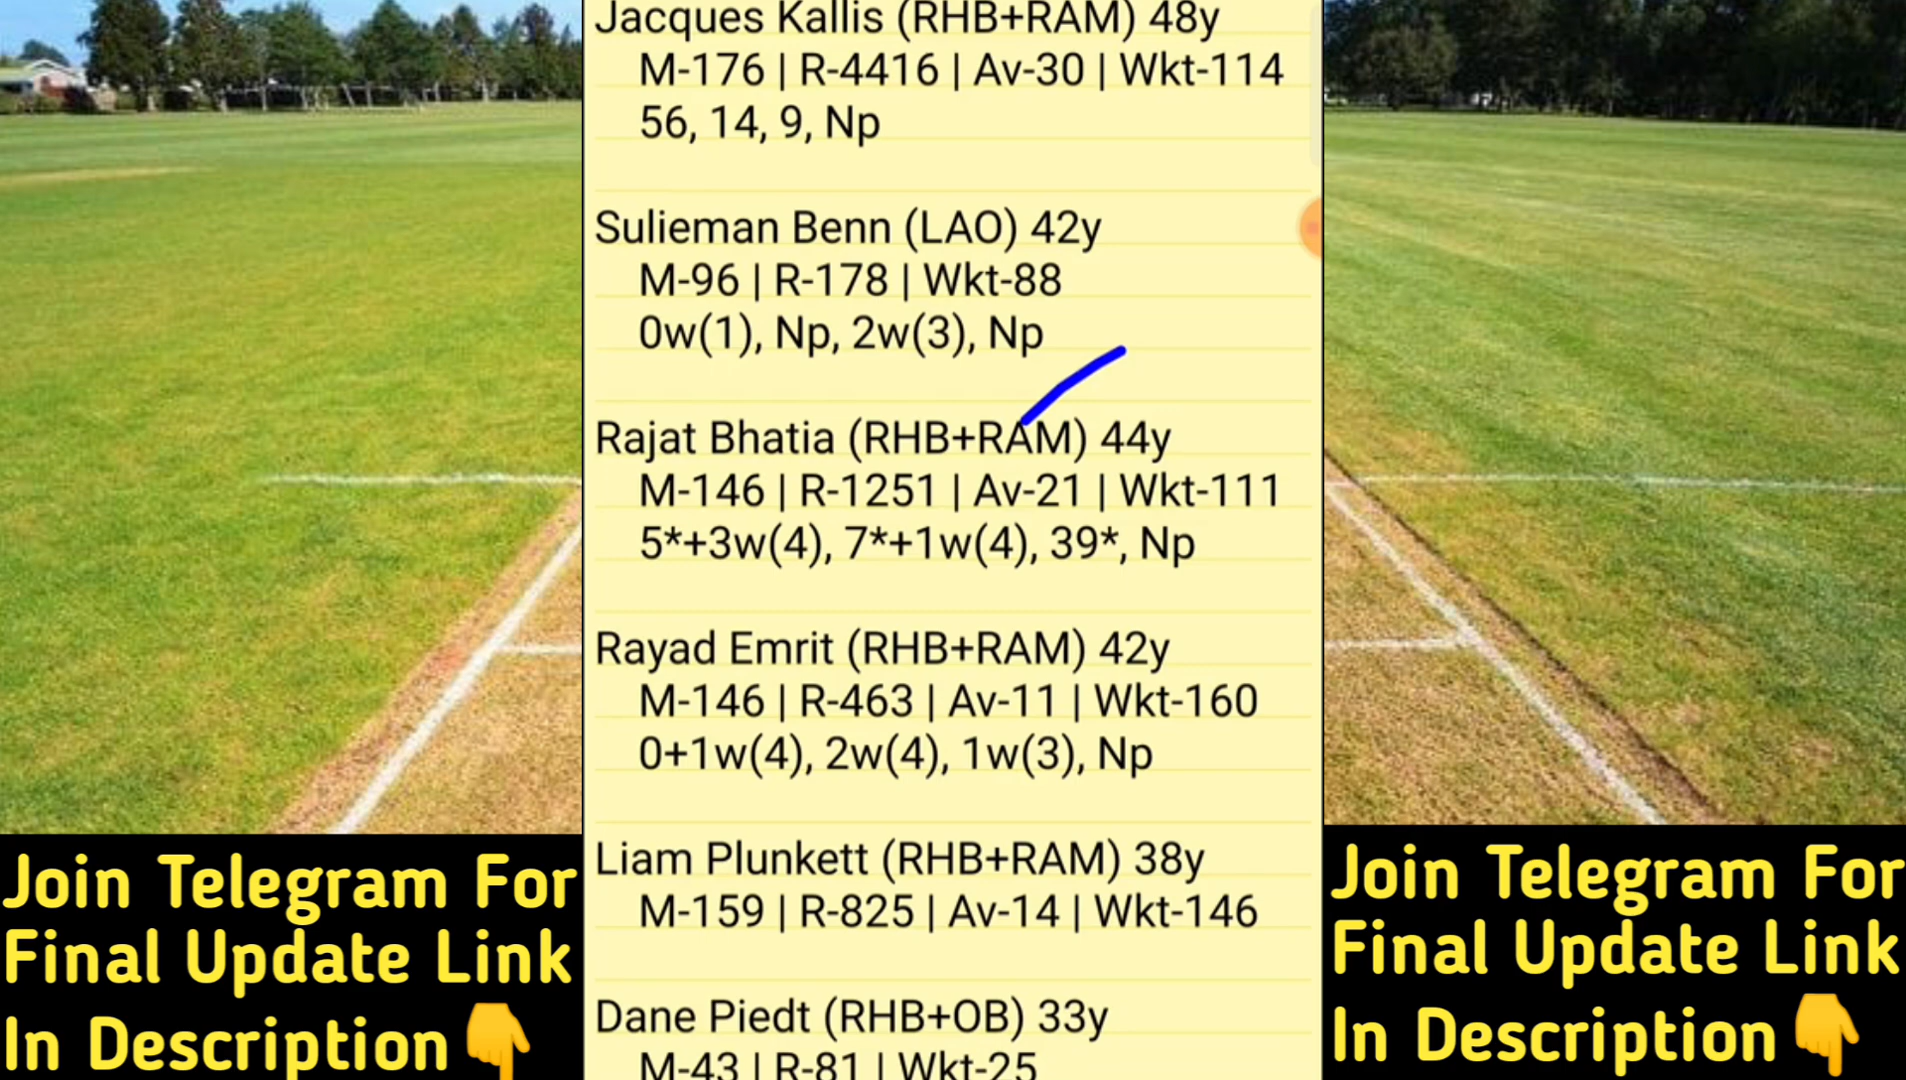 Jacques Kallis (RHB+RAM) 48y
M-176 | R-4416 | Av-30 | Wkt-114
56, 14, 9, Np
Sulieman Benn (LAO) 42y
M-96 | R-178 | Wkt-88
0w(1), Np, 2w(3), Np
Rajat Bhatia (RHB+RAM) 44y
M-146 | R-1251 | Av-21 | Wkt-111
5*+3w(4), 7*+1w(4), 39*, Np
Rayad Emrit (RHB+RAM) 42y
M-146 | R-463 | Av-11 | Wkt-160
0+1w(4), 2w(4), 1w(3), Np
Liam Plunkett (RHB+RAM) 38y
M-159 | R-825 | Av-14 | Wkt-146
Dane Piedt (RHB+OB) 33y
M-43 | R-81 | Wkt-25
Join Telegram For
Final Update Link
In Description👇
Join Telegram For
Final Update Link
In Description👇